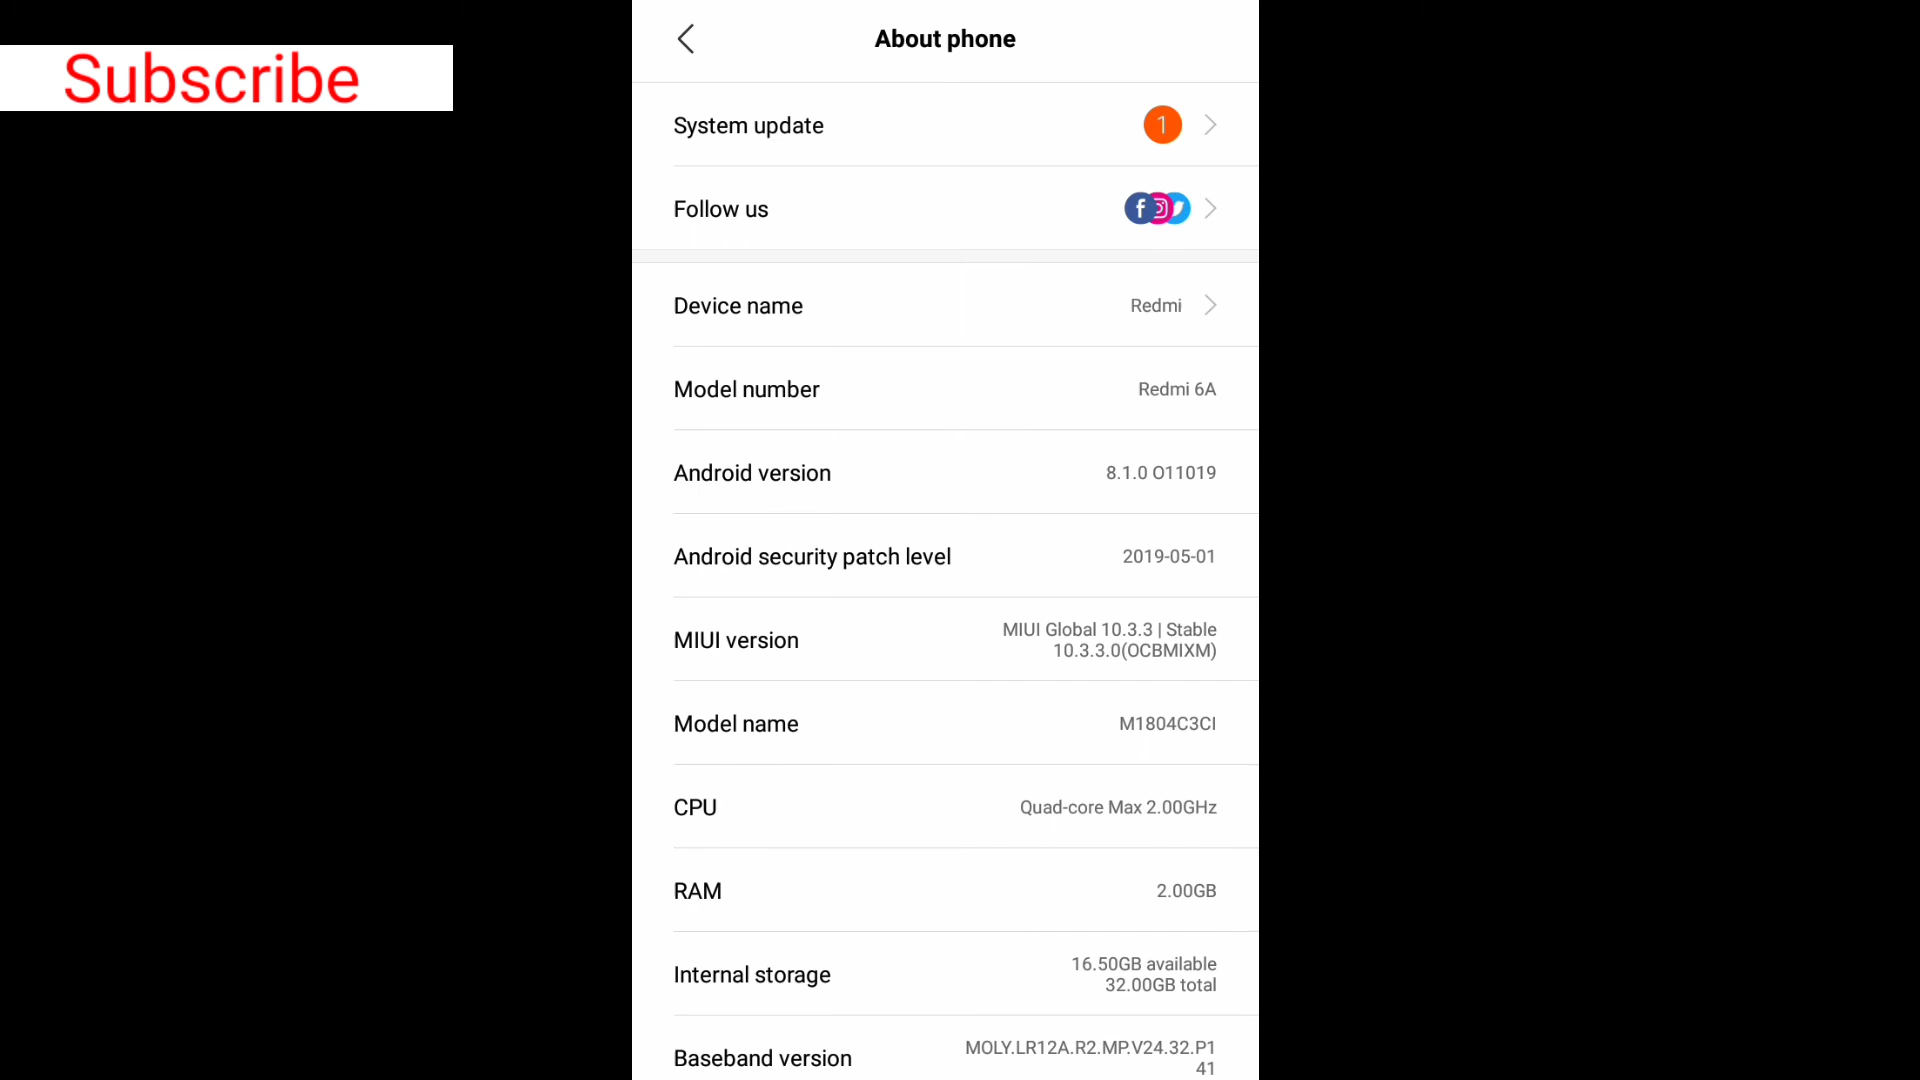 Subscribe
About phone
System update 1
Follow us
Device name Redmi
Model number Redmi 6A
Android version 8.1.0 O11019
Android security patch level 2019-05-01
MIUI version MIUI Global 10.3.3 | Stable
10.3.3.0(OCBMIXM)
Model name M1804C3CI
CPU Quad-core Max 2.00GHz
RAM 2.00GB
Internal storage 16.50GB available
32.00GB total
Baseband version MOLY.LR12A.R2.MP.V24.32.P1
41